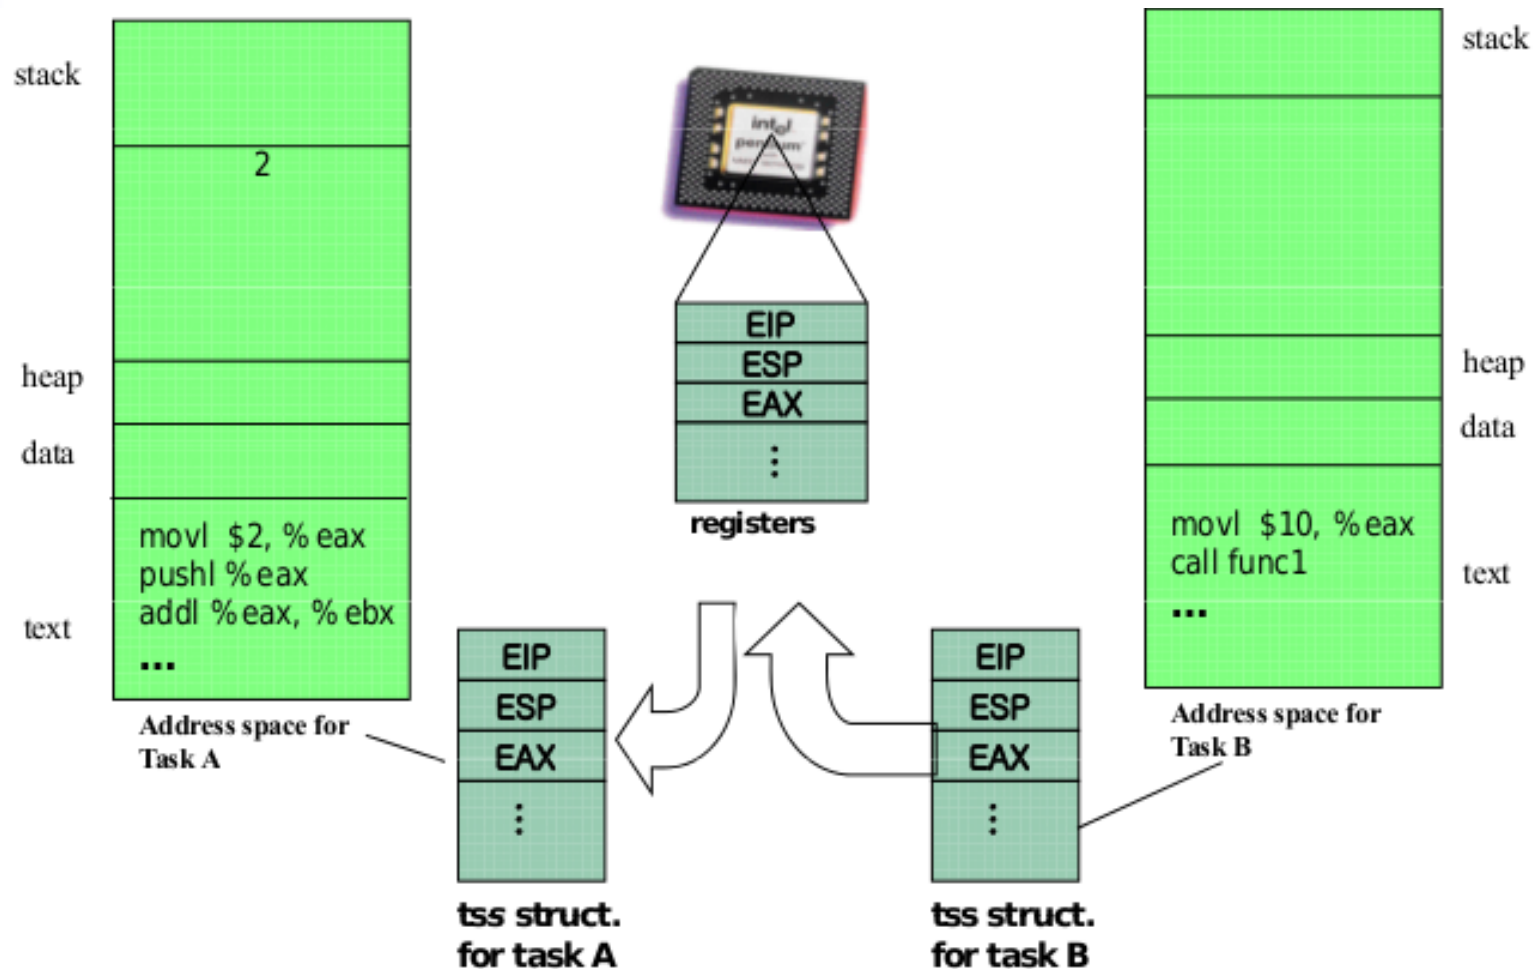 stack
2
heap
data
movl $2, %eax
pushl %eax
addl %eax, %ebx
...
text
Address space for
Task A
intel
pentium
EIP
ESP
EAX
⋮
registers
EIP
ESP
EAX
⋮
tss struct.
for task A
EIP
ESP
EAX
⋮
tss struct.
for task B
stack
heap
data
movl $10, %eax
call func1
...
text
Address space for
Task B